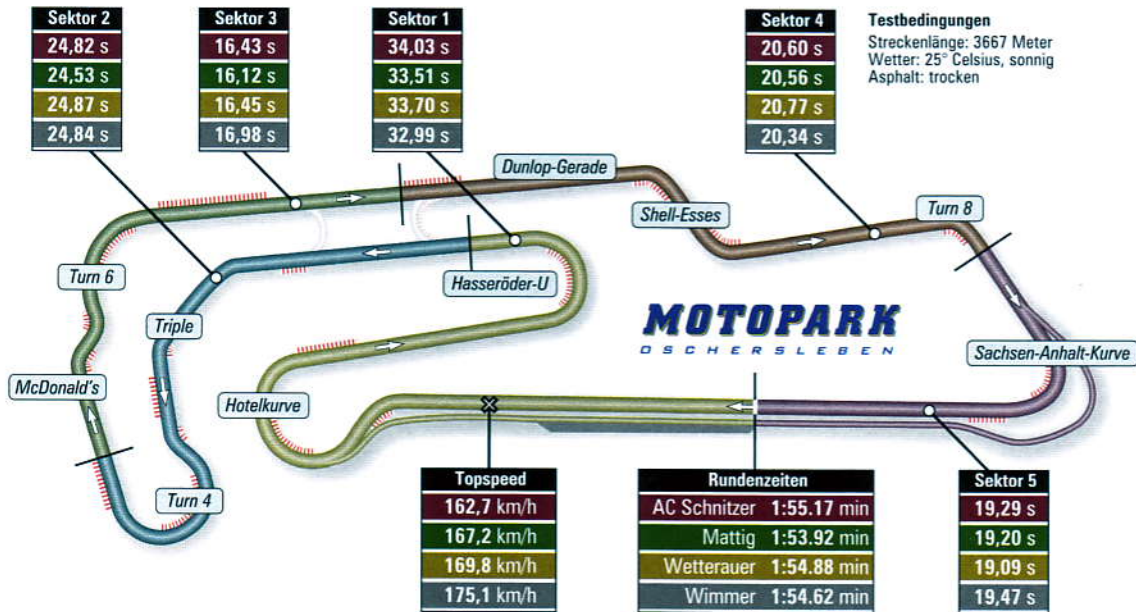 Sektor 2
24,82 s
24,53 s
24,87 s
24,84 s
Sektor 3
16,43 s
16,12 s
16,45 s
16,98 s
Sektor 1
34,03 s
33,51 s
33,70 s
32,99 s
Sektor 4
20,60 s
20,56 s
20,77 s
20,34 s
Testbedingungen
Streckenlänge: 3667 Meter
Wetter: 25° Celsius, sonnig
Asphalt: trocken
Dunlop-Gerade
Shell-Esses
Turn 8
Turn 6
Hasseröder-U
Triple
MOTOPARK
OSCHERSLEBEN
Sachsen-Anhalt-Kurve
McDonald's
Hotelkurve
Turn 4
Topspeed
162,7 km/h
167,2 km/h
169,8 km/h
175,1 km/h
Rundenzeiten
AC Schnitzer 1:55.17 min
Mattig 1:53.92 min
Wetterauer 1:54.88 min
Wimmer 1:54.62 min
Sektor 5
19,29 s
19,20 s
19,09 s
19,47 s